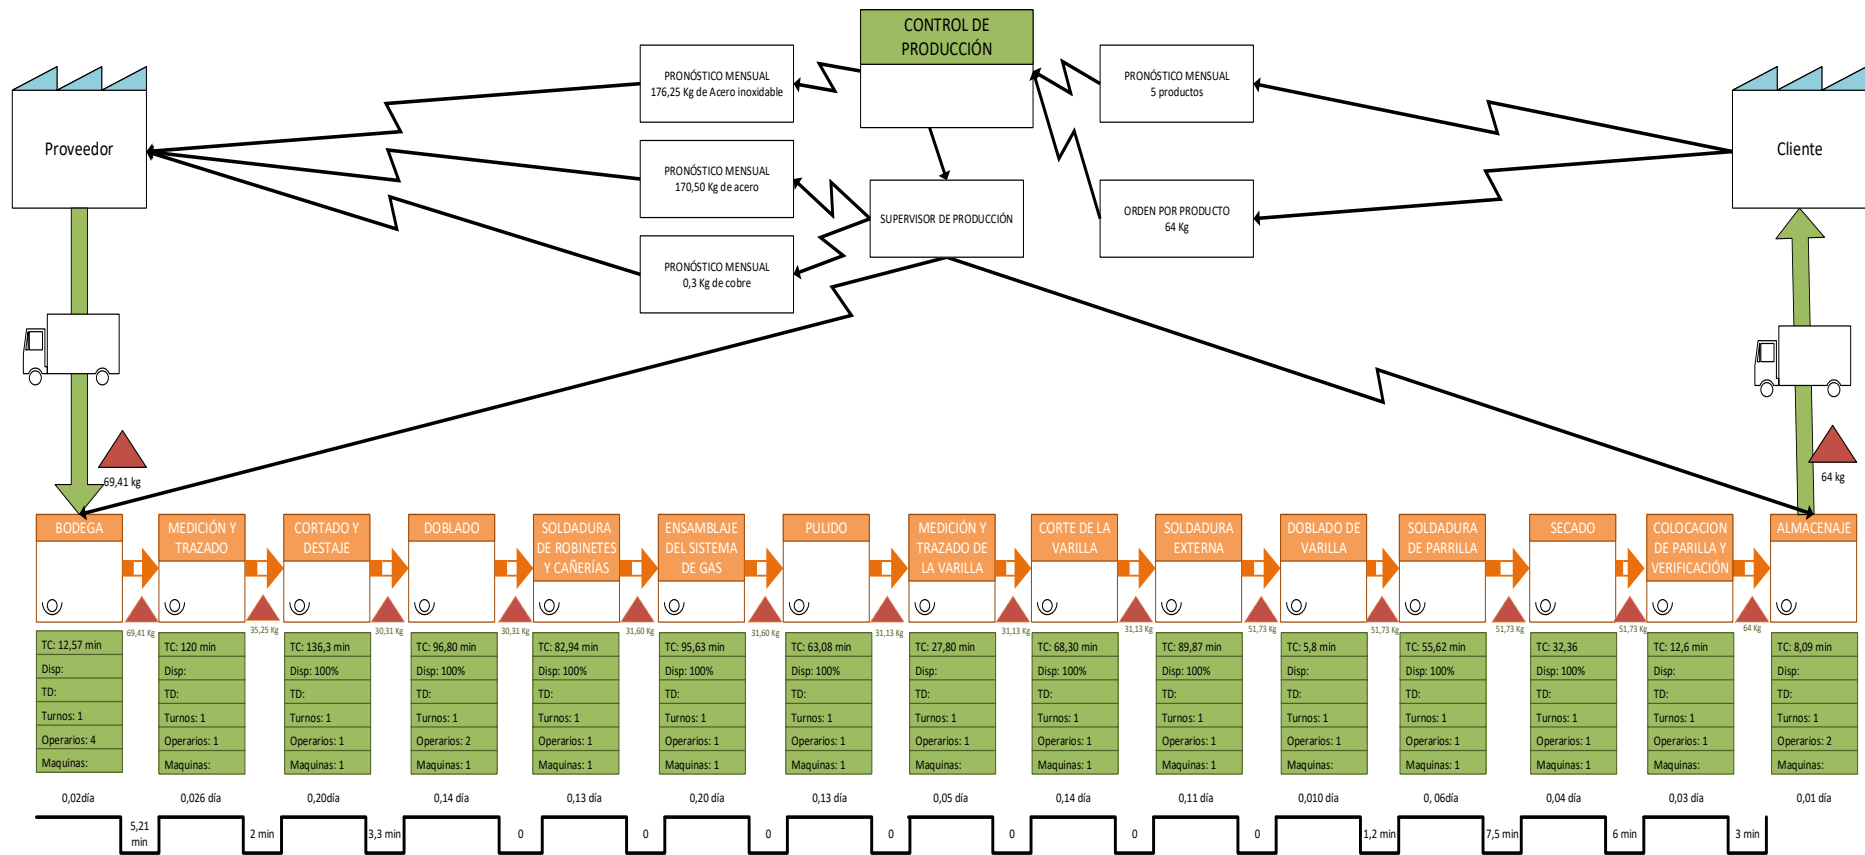 CONTROL DE
PRODUCCIÓN
PRONÓSTICO MENSUAL
176,25 Kg de Acero inoxidable
PRONÓSTICO MENSUAL
5 productos
Proveedor
Cliente
PRONÓSTICO MENSUAL
170,50 Kg de acero
SUPERVISOR DE PRODUCCIÓN
ORDEN POR PRODUCTO
64 Kg
PRONÓSTICO MENSUAL
0,3 Kg de cobre
69,41 kg
64 kg
BODEGA
MEDICIÓN Y
TRAZADO
CORTADO Y
DESTAJE
DOBLADO
SOLDADURA
DE ROBINETES
Y CAÑERÍAS
ENSAMBLAJE
DEL SISTEMA
DE GAS
PULIDO
MEDICIÓN Y
TRAZADO DE
LA VARILLA
CORTE DE LA
VARILLA
SOLDADURA
EXTERNA
DOBLADO DE
VARILLA
SOLDADURA
DE PARRILLA
SECADO
COLOCACION
DE PARILLA Y
VERIFICACIÓN
ALMACENAJE
69,41 Kg
35,25 Kg
30,31 Kg
30,31 Kg
31,60 Kg
31,60 Kg
31,13 Kg
31,13 Kg
31,13 Kg
51,73 Kg
51,73 Kg
51,73 Kg
51,73 Kg
64 Kg
TC: 12,57 min
Disp:
TD:
Turnos: 1
Operarios: 4
Maquinas:
TC: 120 min
Disp:
TD:
Turnos: 1
Operarios: 1
Maquinas:
TC: 136,3 min
Disp: 100%
TD:
Turnos: 1
Operarios: 1
Maquinas: 1
TC: 96,80 min
Disp: 100%
TD:
Turnos: 1
Operarios: 2
Maquinas: 1
TC: 82,94 min
Disp: 100%
TD:
Turnos: 1
Operarios: 1
Maquinas: 1
TC: 95,63 min
Disp: 100%
TD:
Turnos: 1
Operarios: 1
Maquinas: 1
TC: 63,08 min
Disp: 100%
TD:
Turnos: 1
Operarios: 1
Maquinas: 1
TC: 27,80 min
Disp:
TD:
Turnos: 1
Operarios: 1
Maquinas: 1
TC: 68,30 min
Disp: 100%
TD:
Turnos: 1
Operarios: 1
Maquinas: 1
TC: 89,87 min
Disp: 100%
TD:
Turnos: 1
Operarios: 1
Maquinas: 1
TC: 5,8 min
Disp: 100%
TD:
Turnos: 1
Operarios: 1
Maquinas:
TC: 55,62 min
Disp: 100%
TD:
Turnos: 1
Operarios: 1
Maquinas: 1
TC: 32,36
Disp: 100%
TD:
Turnos: 1
Operarios: 1
Maquinas: 1
TC: 12,6 min
Disp:
TD:
Turnos: 1
Operarios: 1
Maquinas:
TC: 8,09 min
Disp:
TD:
Turnos: 1
Operarios: 2
Maquinas:
0,02día
0,026 día
0,20día
0,14 día
0,13 día
0,20 día
0,13 día
0,05 día
0,14 día
0,11 día
0,010 día
0, 06día
0,04 día
0,03 día
0,01 día
5,21
min
2 min
3,3 min
0
0
0
0
0
0
0
1,2 min
7,5 min
6 min
3 min